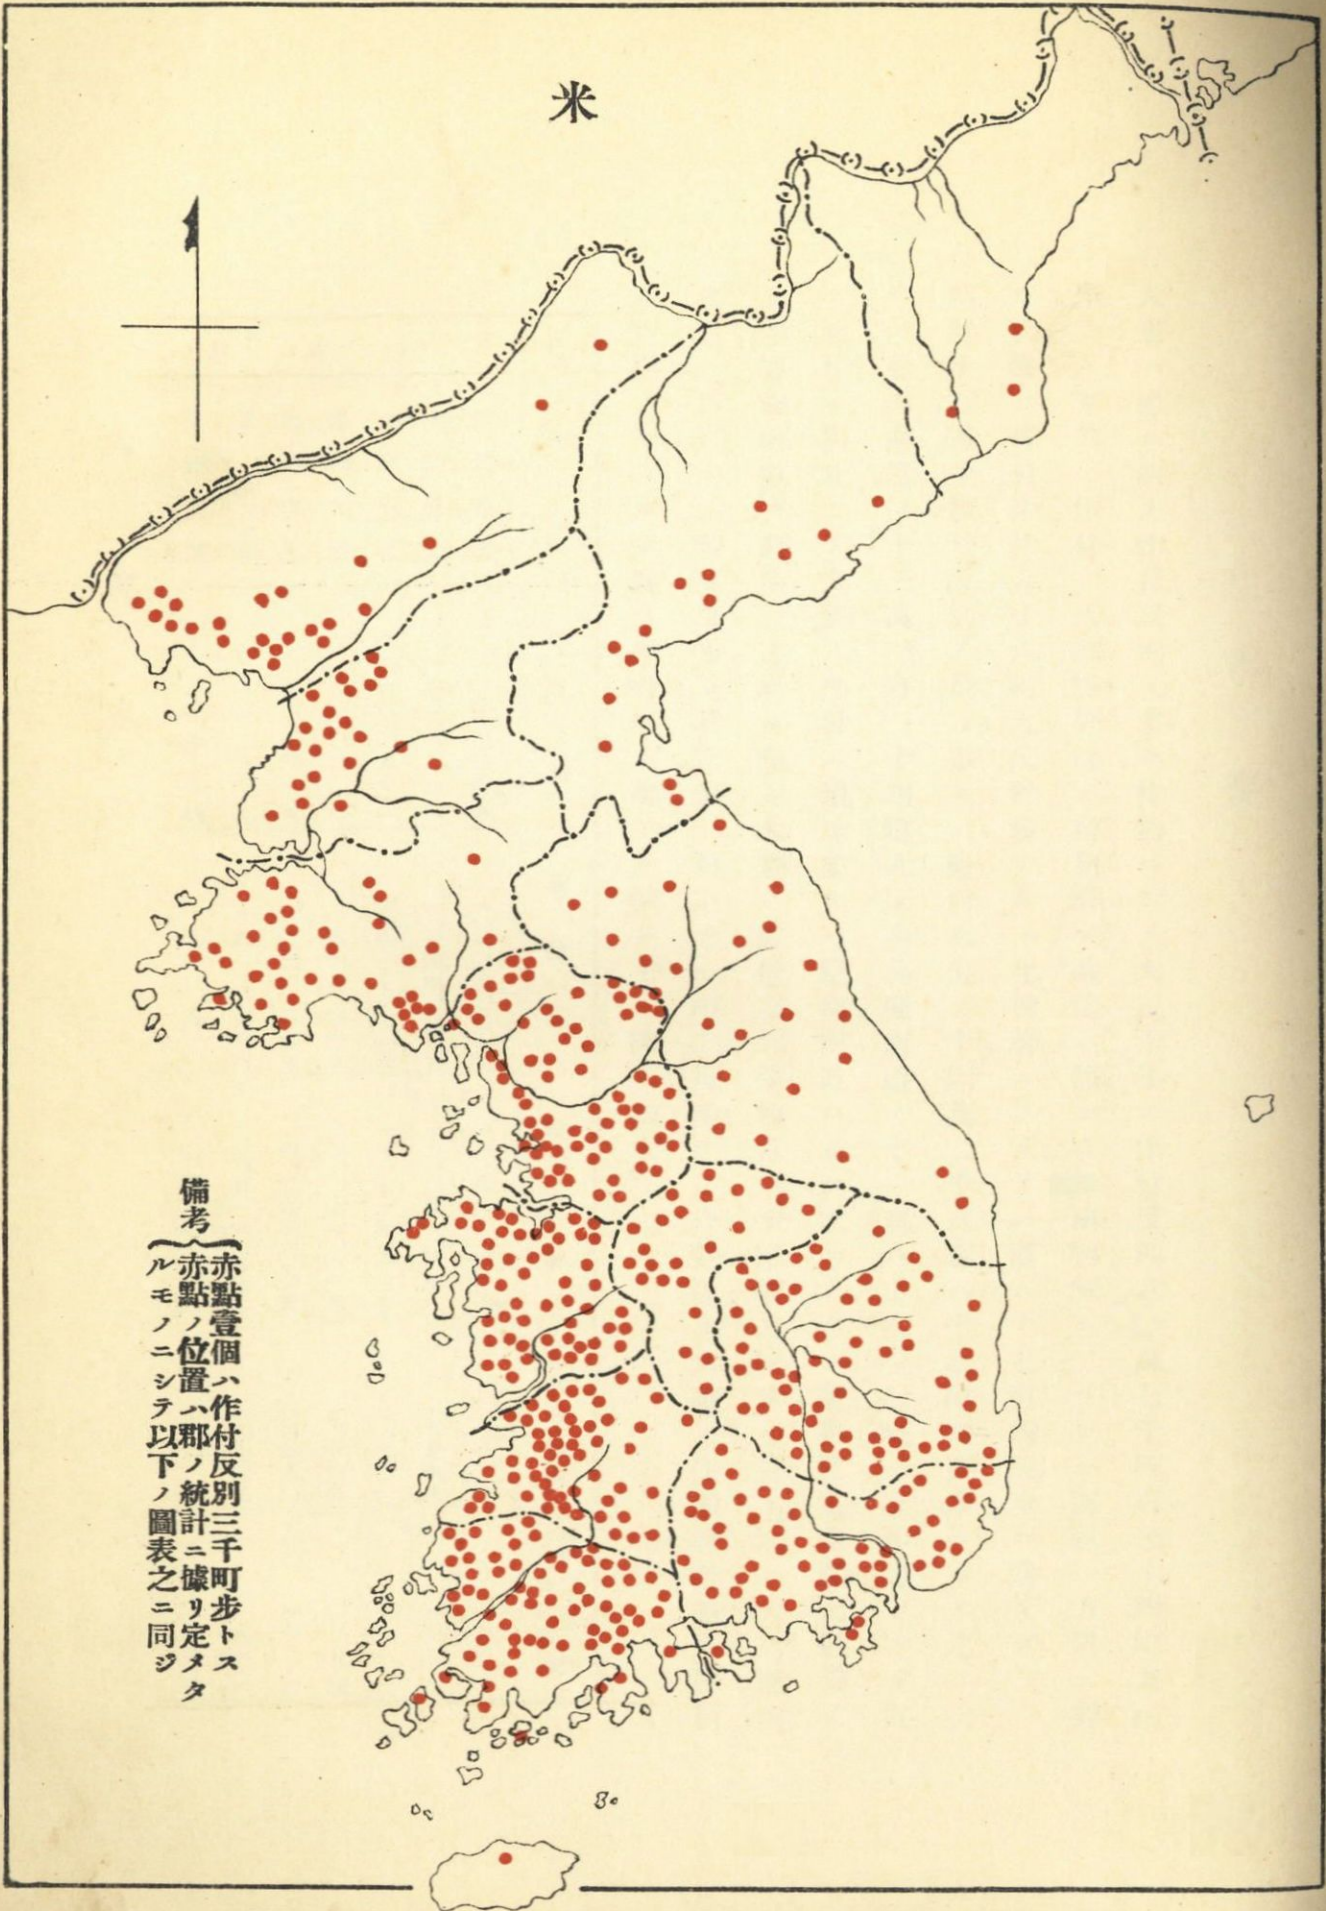 米
備考
赤點壹個ハ作付反別三千町步トス
赤點ノ位置ハ郡ノ統計ニ據リ定メタ
ルモノニシテ以下ノ圖表之ニ同ジ